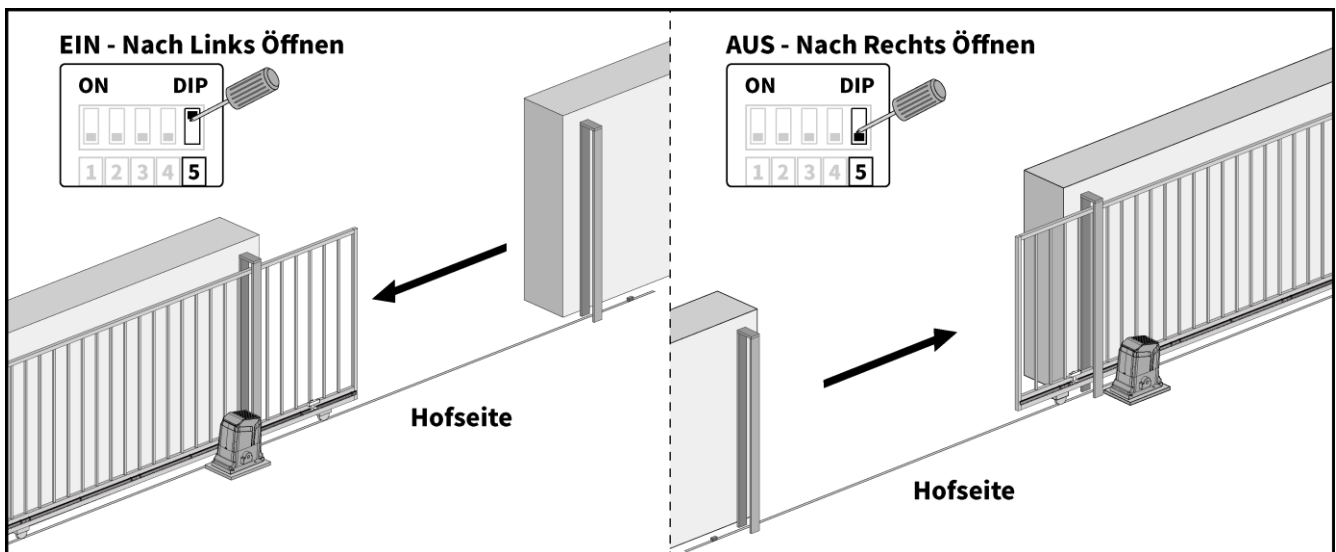 EIN - Nach Links Öffnen
ON DIP
1 2 3 4 5
Hofseite
AUS - Nach Rechts Öffnen
ON DIP
1 2 3 4 5
Hofseite